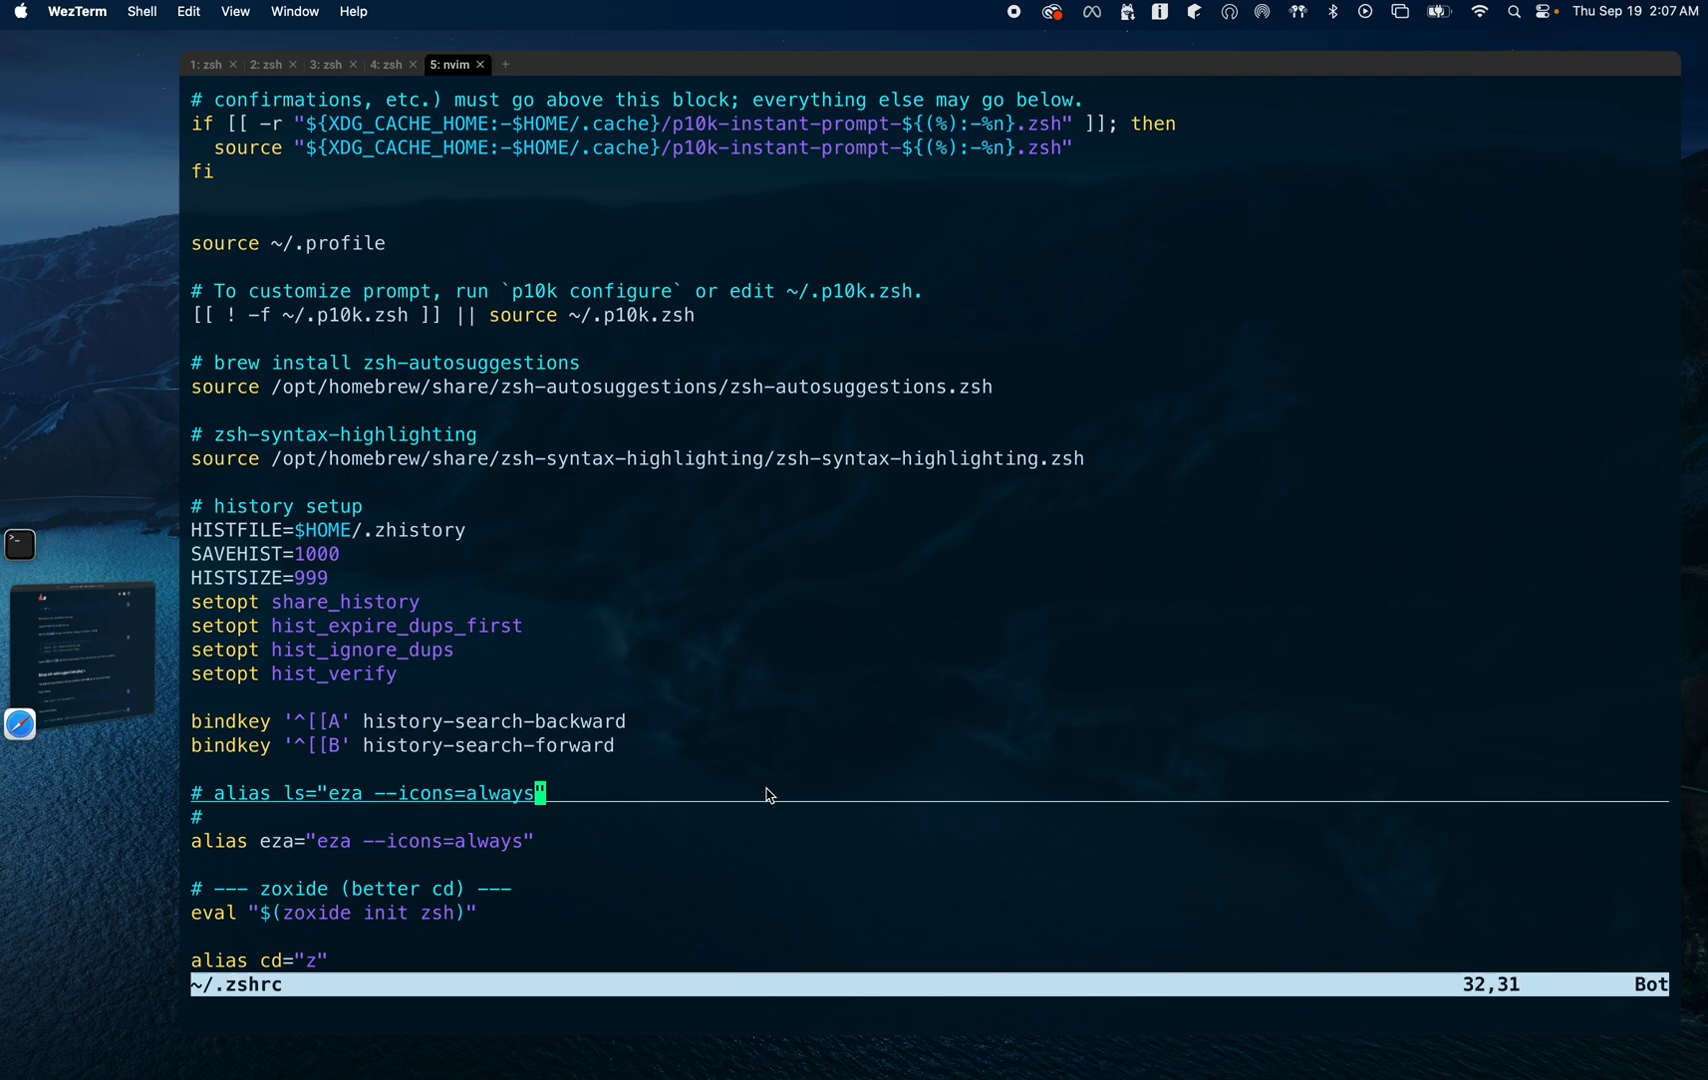 WezTerm Shell Edit View Window Help Thu Sep 19 2:07 AM
1: zsh × 2: zsh × 3: zsh × 4: zsh × 5: nvim × +
# confirmations, etc.) must go above this block; everything else may go below.
if [[ -r "${XDG_CACHE_HOME:-$HOME/.cache}/p10k-instant-prompt-${(%):-%n}.zsh" ]]; then
  source "${XDG_CACHE_HOME:-$HOME/.cache}/p10k-instant-prompt-${(%):-%n}.zsh"
fi
source ~/.profile
# To customize prompt, run `p10k configure` or edit ~/.p10k.zsh.
[[ ! -f ~/.p10k.zsh ]] || source ~/.p10k.zsh
# brew install zsh-autosuggestions
source /opt/homebrew/share/zsh-autosuggestions/zsh-autosuggestions.zsh
# zsh-syntax-highlighting
source /opt/homebrew/share/zsh-syntax-highlighting/zsh-syntax-highlighting.zsh
# history setup
HISTFILE=$HOME/.zhistory
SAVEHIST=1000
HISTSIZE=999
setopt share_history
setopt hist_expire_dups_first
setopt hist_ignore_dups
setopt hist_verify
bindkey '^[[A' history-search-backward
bindkey '^[[B' history-search-forward
# alias ls="eza --icons=always"
#
alias eza="eza --icons=always"
# --- zoxide (better cd) ---
eval "$(zoxide init zsh)"
alias cd="z"
~/.zshrc 32,31 Bot